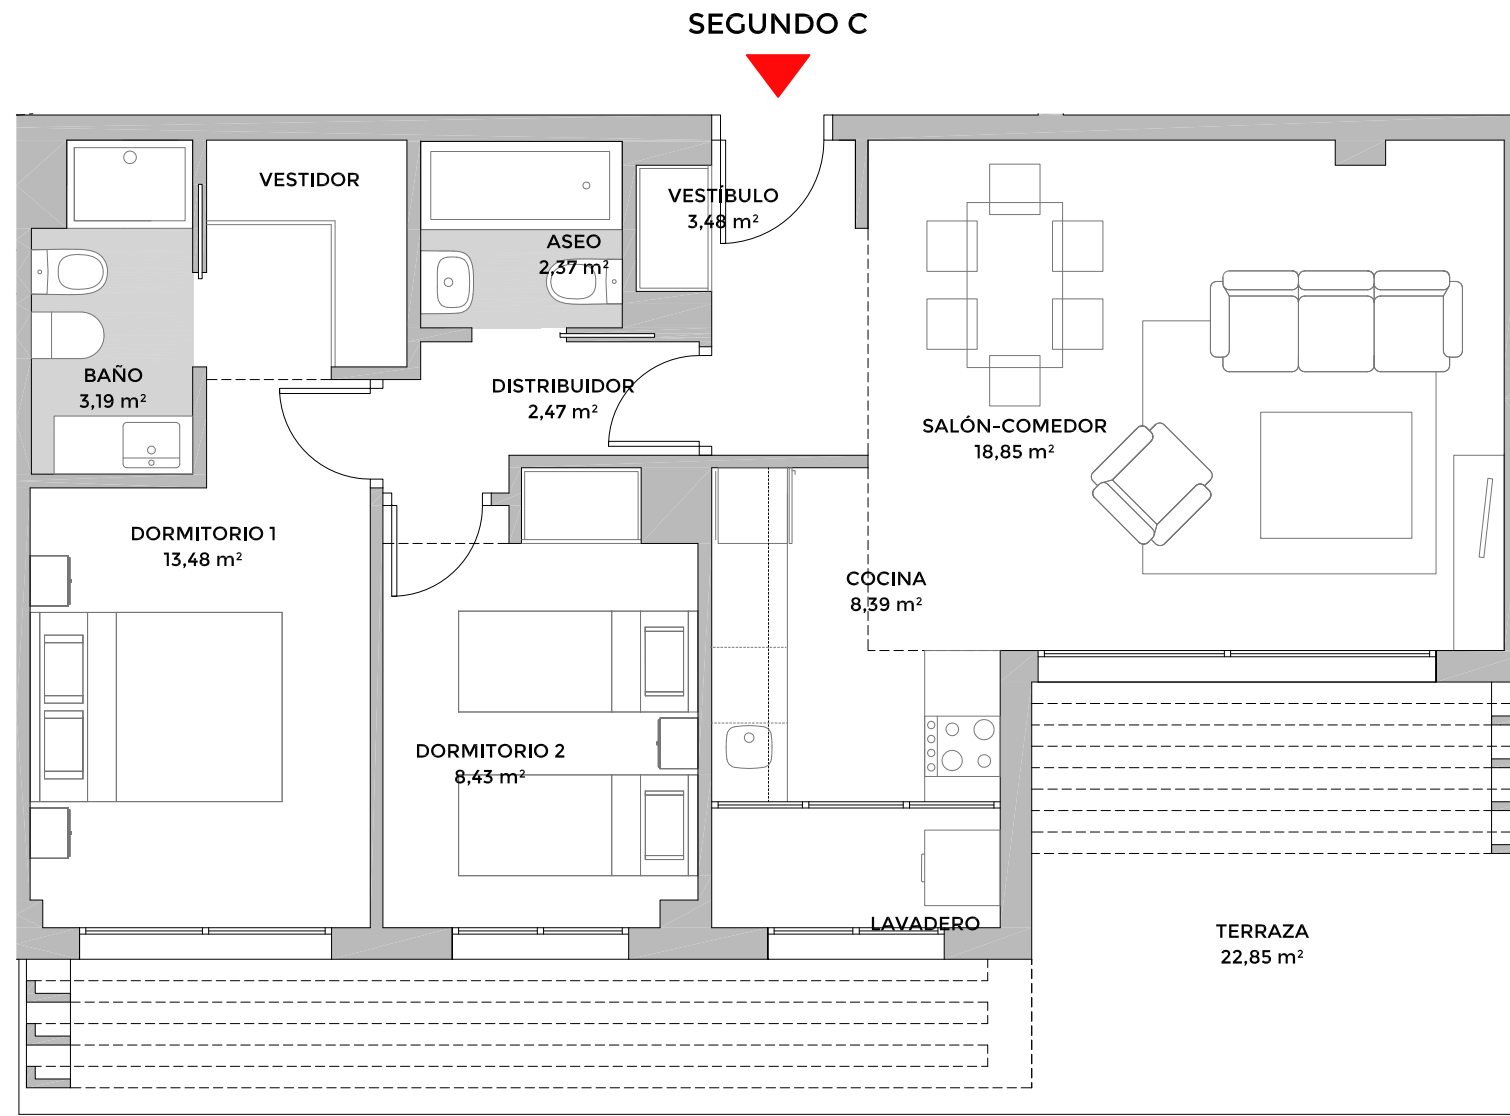 SEGUNDO C
VESTIDOR
VESTÍBULO
3,48 m²
ASEO
2,37 m²
BAÑO
3,19 m²
DISTRIBUIDOR
2,47 m²
SALÓN-COMEDOR
18,85 m²
DORMITORIO 1
13,48 m²
COCINA
8,39 m²
DORMITORIO 2
8,43 m²
LAVADERO
TERRAZA
22,85 m²